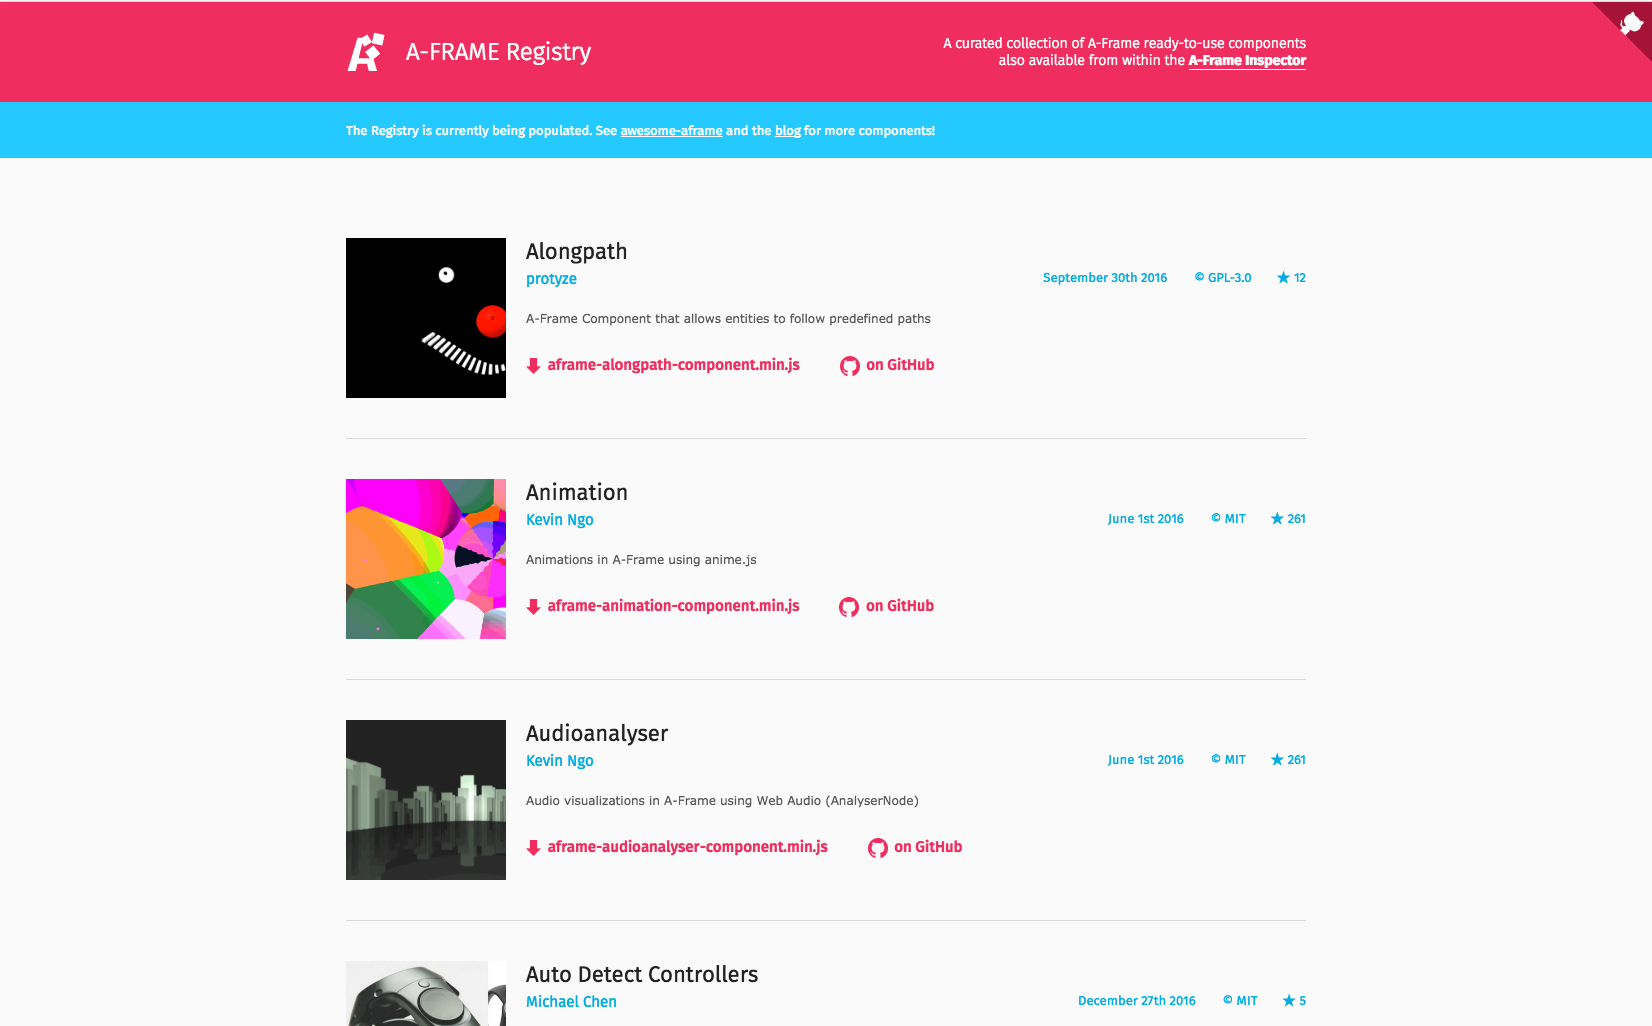 A-FRAME Registry
A curated collection of A-Frame ready-to-use components
also available from within the A-Frame Inspector
The Registry is currently being populated. See awesome-aframe and the blog for more components!
Alongpath
protyze
September 30th 2016 © GPL-3.0 ★ 12
A-Frame Component that allows entities to follow predefined paths
aframe-alongpath-component.min.js on GitHub
Animation
Kevin Ngo
June 1st 2016 © MIT ★ 261
Animations in A-Frame using anime.js
aframe-animation-component.min.js on GitHub
Audioanalyser
Kevin Ngo
June 1st 2016 © MIT ★ 261
Audio visualizations in A-Frame using Web Audio (AnalyserNode)
aframe-audioanalyser-component.min.js on GitHub
Auto Detect Controllers
Michael Chen
December 27th 2016 © MIT ★ 5